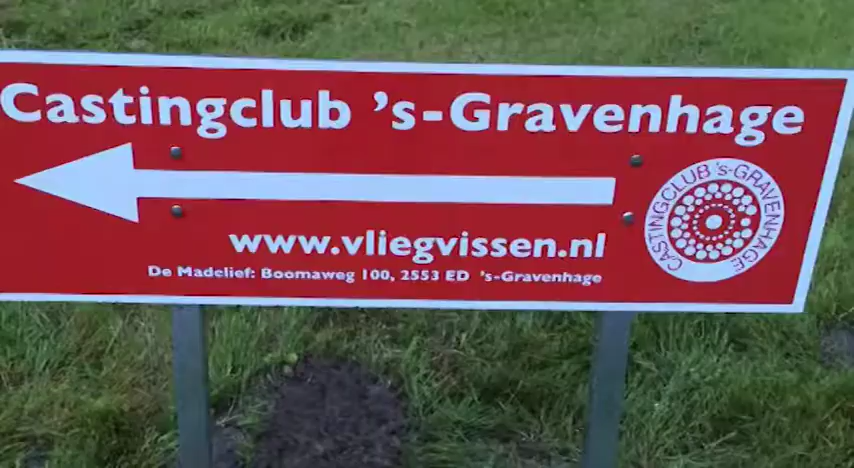 Castingclub 's-Gravenhage
www.vliegvissen.nl
De Madelief: Boomaweg 100, 2553 ED 's-Gravenhage
CASTINGCLUB 's-GRAVENHAGE